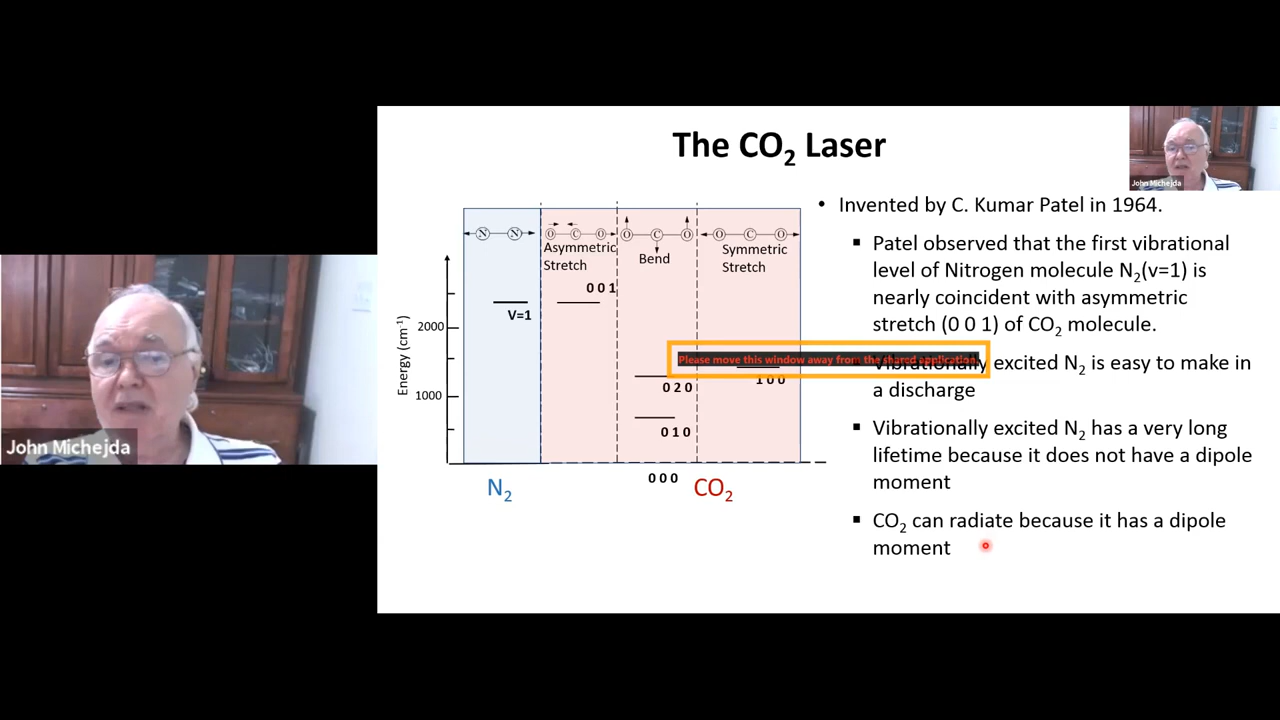 The CO₂ Laser
John Michejda
• Invented by C. Kumar Patel in 1964.
▪ Patel observed that the first vibrational
level of Nitrogen molecule N₂(v=1) is
nearly coincident with asymmetric
stretch (0 0 1) of CO₂ molecule.
▪ Vibrationally excited N₂ is easy to make in
a discharge
▪ Vibrationally excited N₂ has a very long
lifetime because it does not have a dipole
moment
▪ CO₂ can radiate because it has a dipole
moment
Please move this window away from the shared application.
N N
O C O
O C O
O C O
Asymmetric
Stretch
Bend
Symmetric
Stretch
Energy (cm⁻¹)
2000
1000
V=1
0 0 1
0 2 0
1 0 0
0 1 0
0 0 0
N₂
CO₂
John Michejda